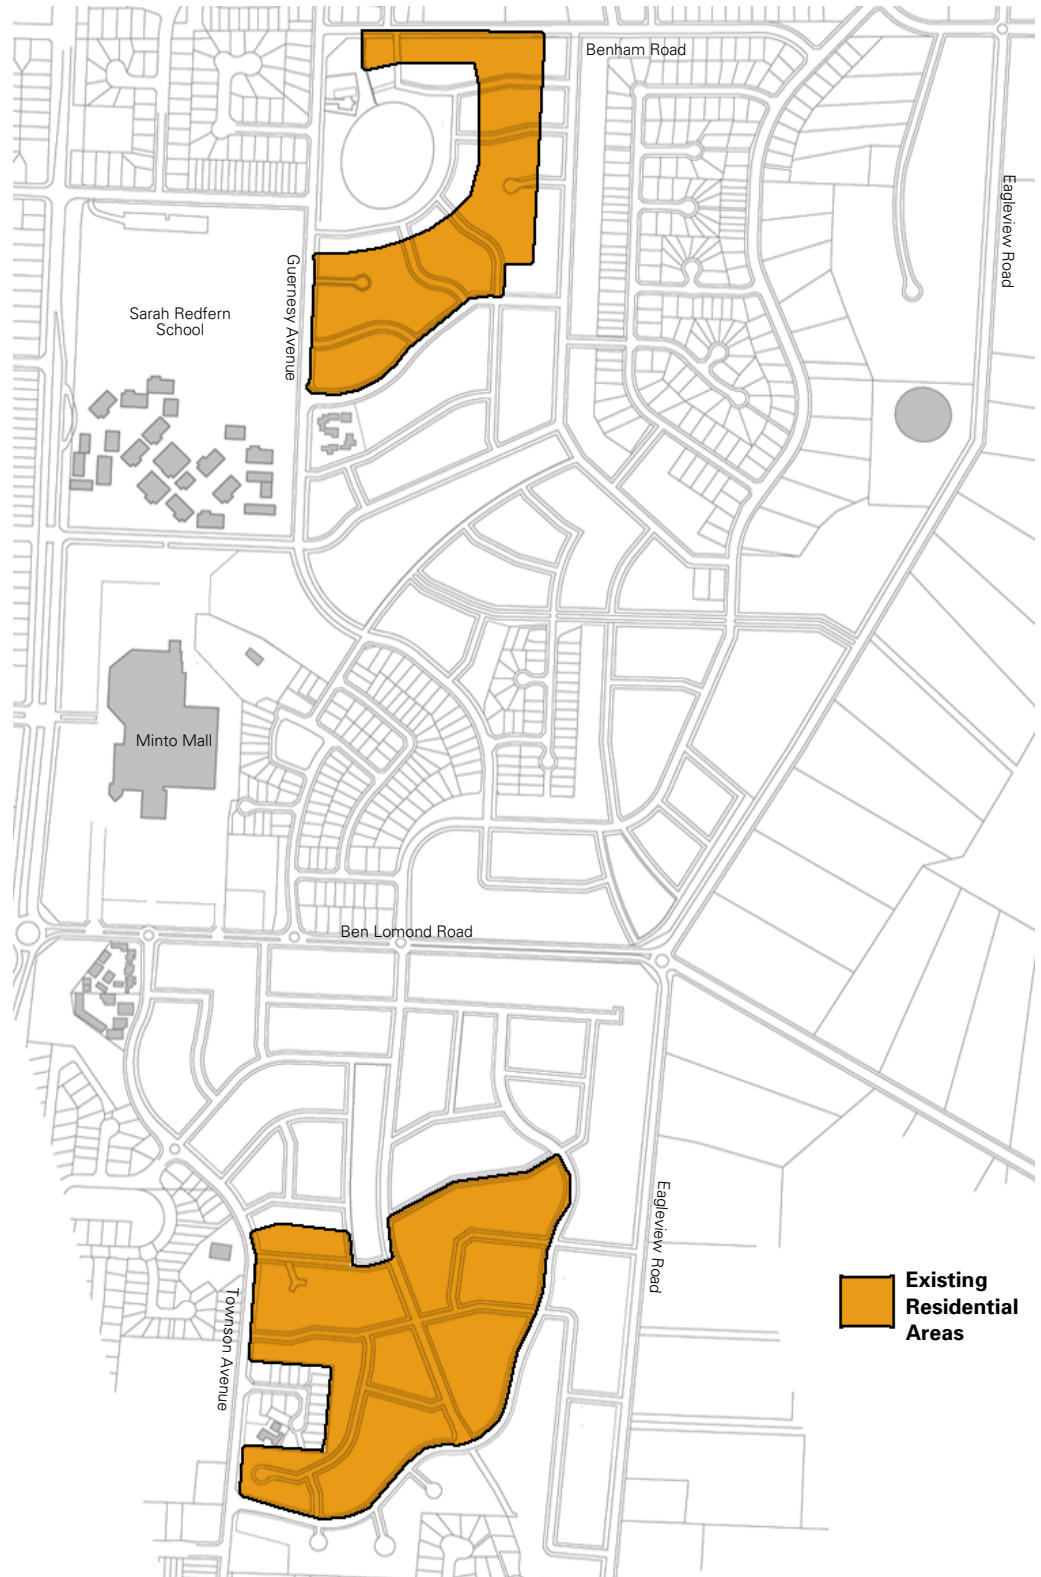 Benham Road
Eagleview Road
Guernesy Avenue
Sarah Redfern
School
Minto Mall
Ben Lomond Road
Eagleview Road
Townson Avenue
Existing
Residential
Areas